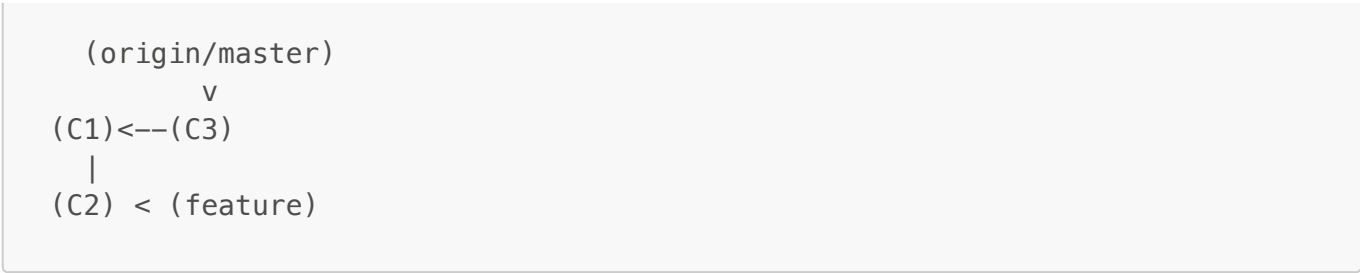 (origin/master)
v
(C1)<--(C3)
|
(C2) < (feature)